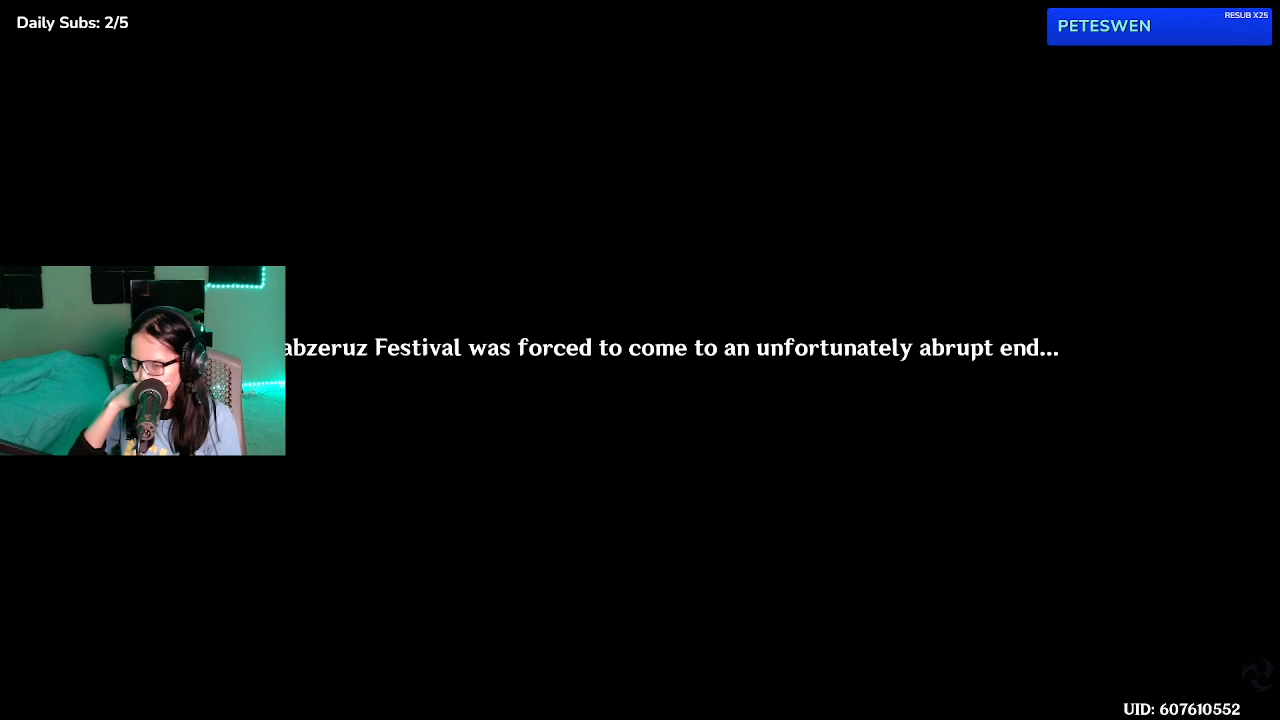 Daily Subs: 2/5
RESUB X25
PETESWEN
abzeruz Festival was forced to come to an unfortunately abrupt end...
UID: 607610552